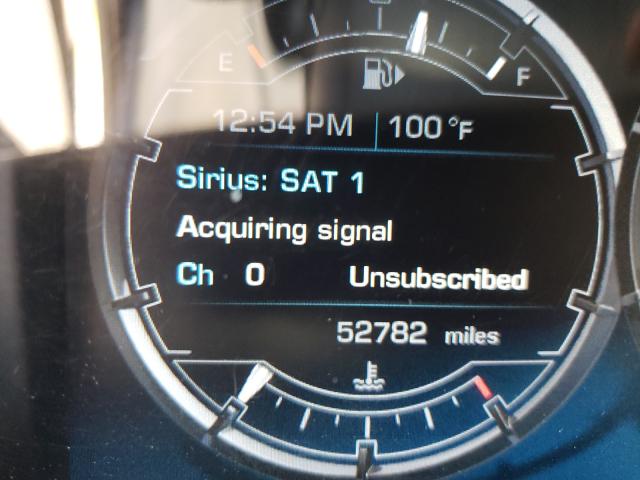 E F
12:54 PM 100 °F
Sirius: SAT 1
Acquiring signal
Ch 0 Unsubscribed
52782 miles